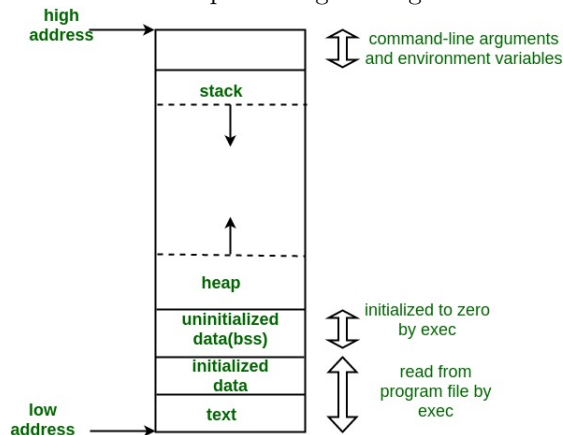 high
address
command-line arguments
and environment variables
stack
heap
uninitialized
data(bss)
initialized to zero
by exec
initialized
data
read from
program file by
exec
text
low
address